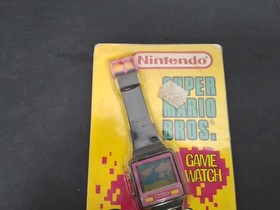 Nintendo®
SUPER
MARIO
BROS.®
GAME
WATCH